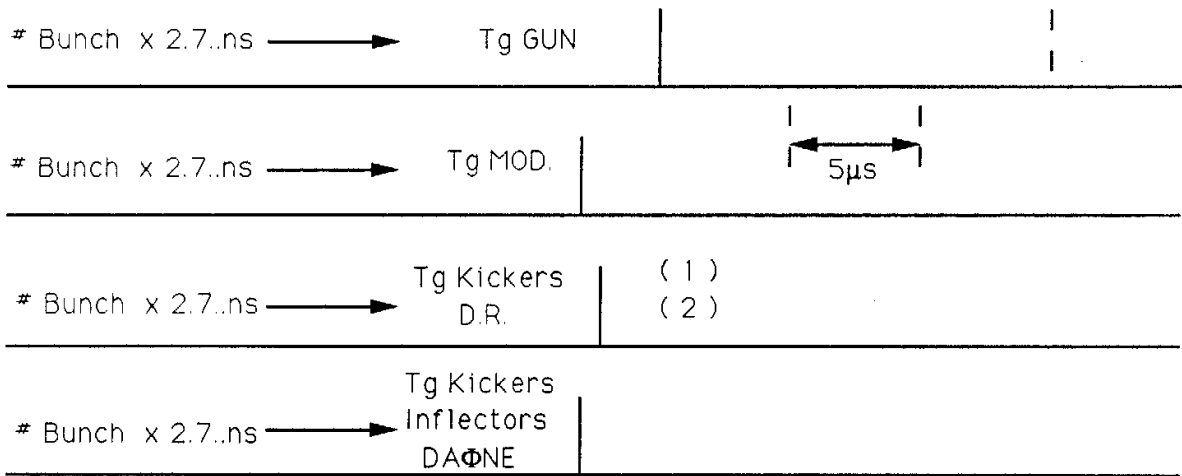 # Bunch x 2.7..ns Tg GUN
5µs
# Bunch x 2.7..ns Tg MOD.
Tg Kickers
D.R.
# Bunch x 2.7..ns
( 1 )
( 2 )
Tg Kickers
Inflectors
DAΦNE
# Bunch x 2.7..ns